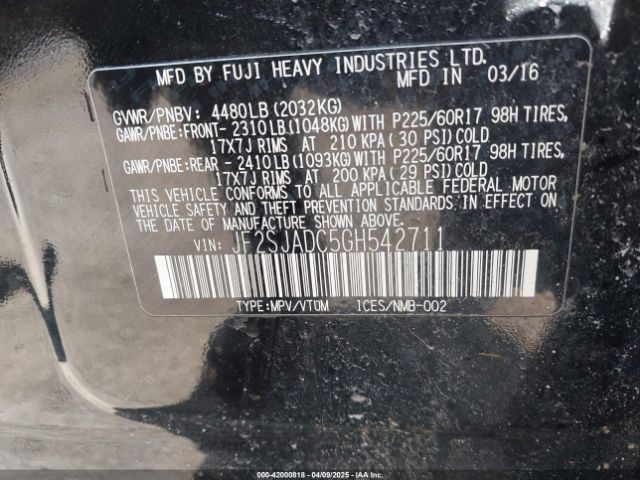 MFD BY FUJI HEAVY INDUSTRIES LTD.
MFD IN 03/16
GVWR/PNBV: 4480LB(2032KG)
GAWR/PNBE:FRONT-2310LB(1048KG)WITH P225/60R17 98H TIRES,
17X7J RIMS AT 210 KPA(30 PSI)COLD
GAWR/PNBE:REAR - 2410LB(1093KG)WITH P225/60R17 98H TIRES,
17X7J RIMS AT 200 KPA(29 PSI)COLD
THIS VEHICLE CONFORMS TO ALL APPLICABLE FEDERAL MOTOR
VEHICLE SAFETY AND THEFT PREVENTION STANDARDS IN EFFECT ON
THE DATE OF MANUFACTURE SHOWN ABOVE.
VIN: JF2SJADC5GH542711
TYPE:MPV/VTUM ICES/NMB-002
000-42000818 - 04/09/2025 - IAAI.COM